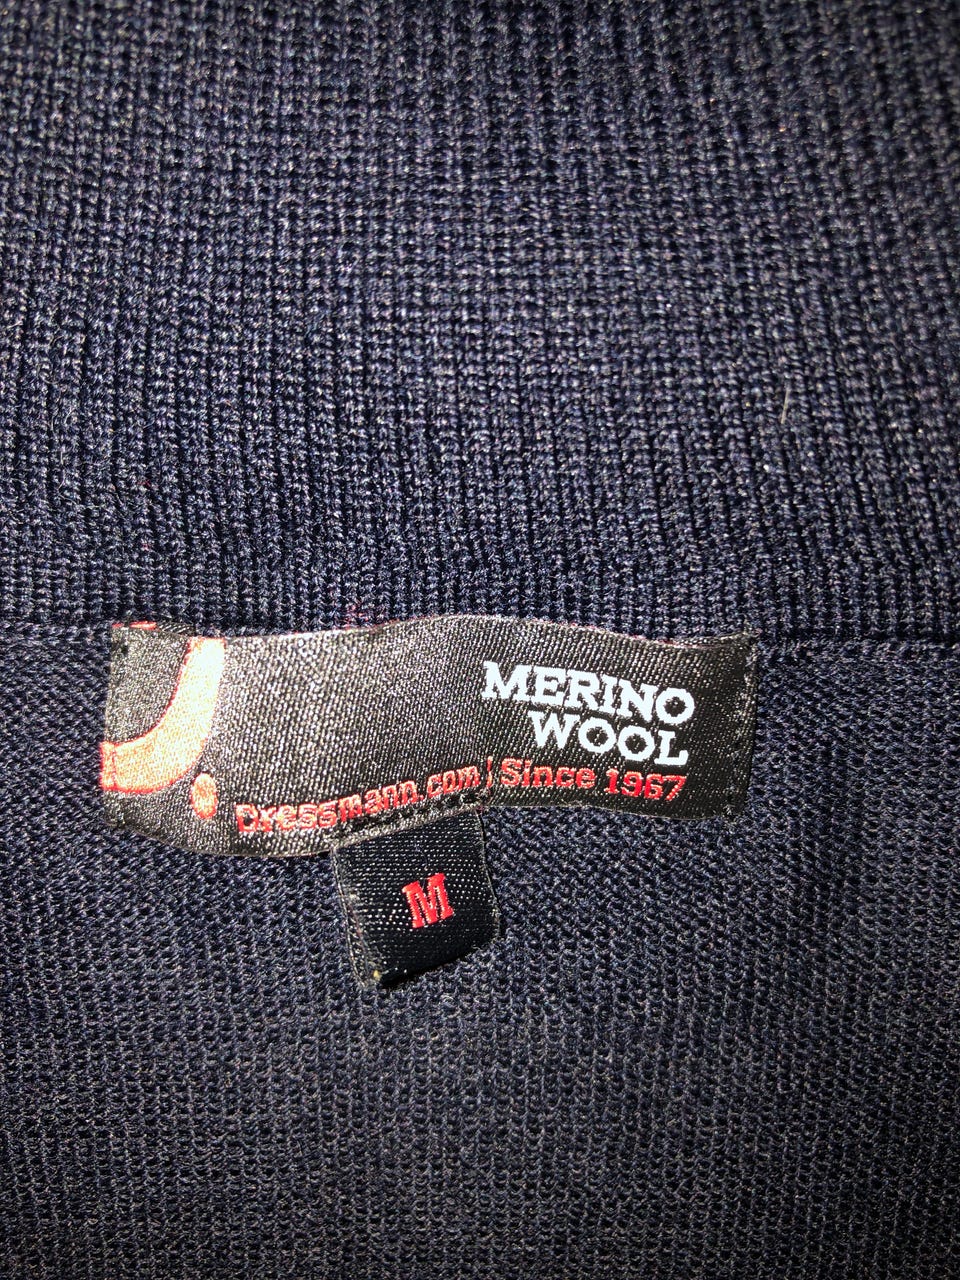 MERINO
WOOL
Dressmann.com | Since 1967
M